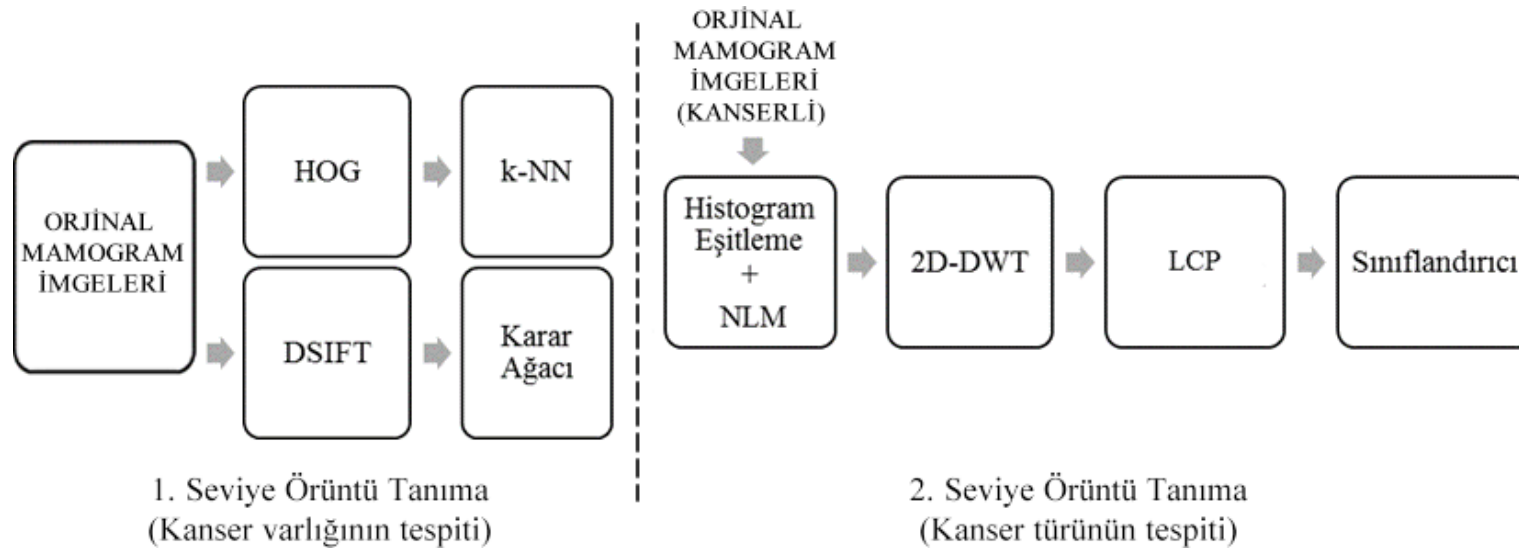 ORJİNAL
MAMOGRAM
İMGELERİ
HOG
k-NN
DSIFT
Karar
Ağacı
1. Seviye Örüntü Tanıma
(Kanser varlığının tespiti)
ORJİNAL
MAMOGRAM
İMGELERİ
(KANSERLİ)
Histogram
Eşitleme
+
NLM
2D-DWT
LCP
Sınıflandırıcı
2. Seviye Örüntü Tanıma
(Kanser türünün tespiti)